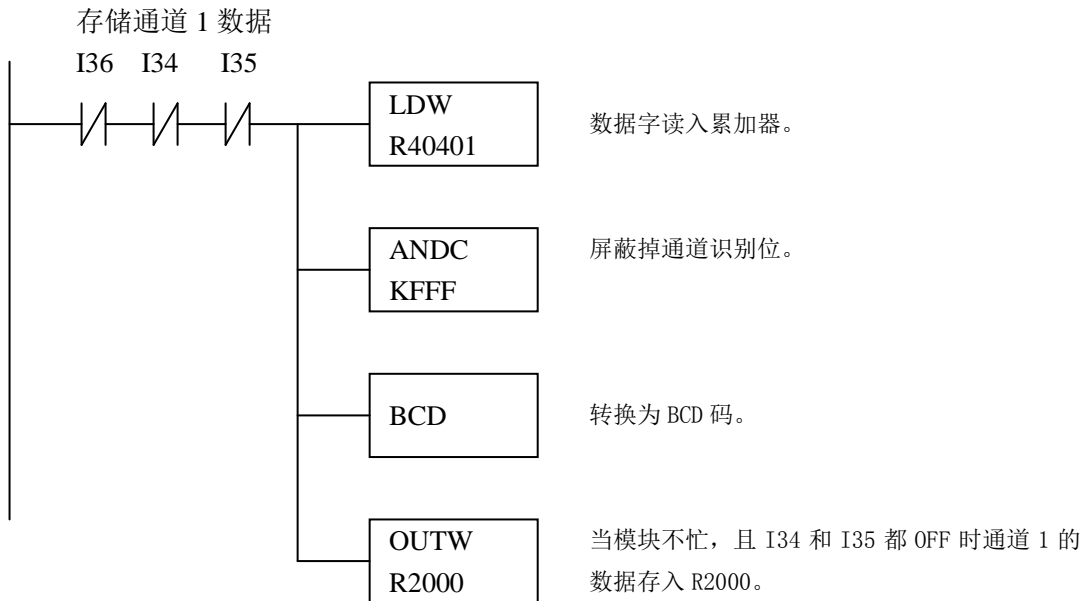 存储通道 1 数据
I36 I34 I35
LDW
R40401
数据字读入累加器。
ANDC
KFFF
屏蔽掉通道识别位。
BCD
转换为 BCD 码。
OUTW
R2000
当模块不忙，且 I34 和 I35 都 OFF 时通道 1 的
数据存入 R2000。